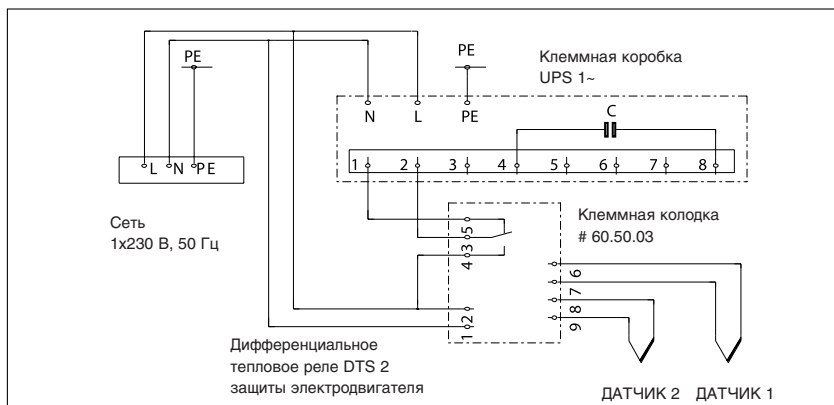 PE
PE
Клеммная коробка
UPS 1~
N L PE
C
L N PE
1 2 3 4 5 6 7 8
Сеть
1x230 В, 50 Гц
Клеммная колодка
# 60.50.03
5
3
4
6
7
8
9
2
1
Дифференциальное
тепловое реле DTS 2
защиты электродвигателя
ДАТЧИК 2 ДАТЧИК 1